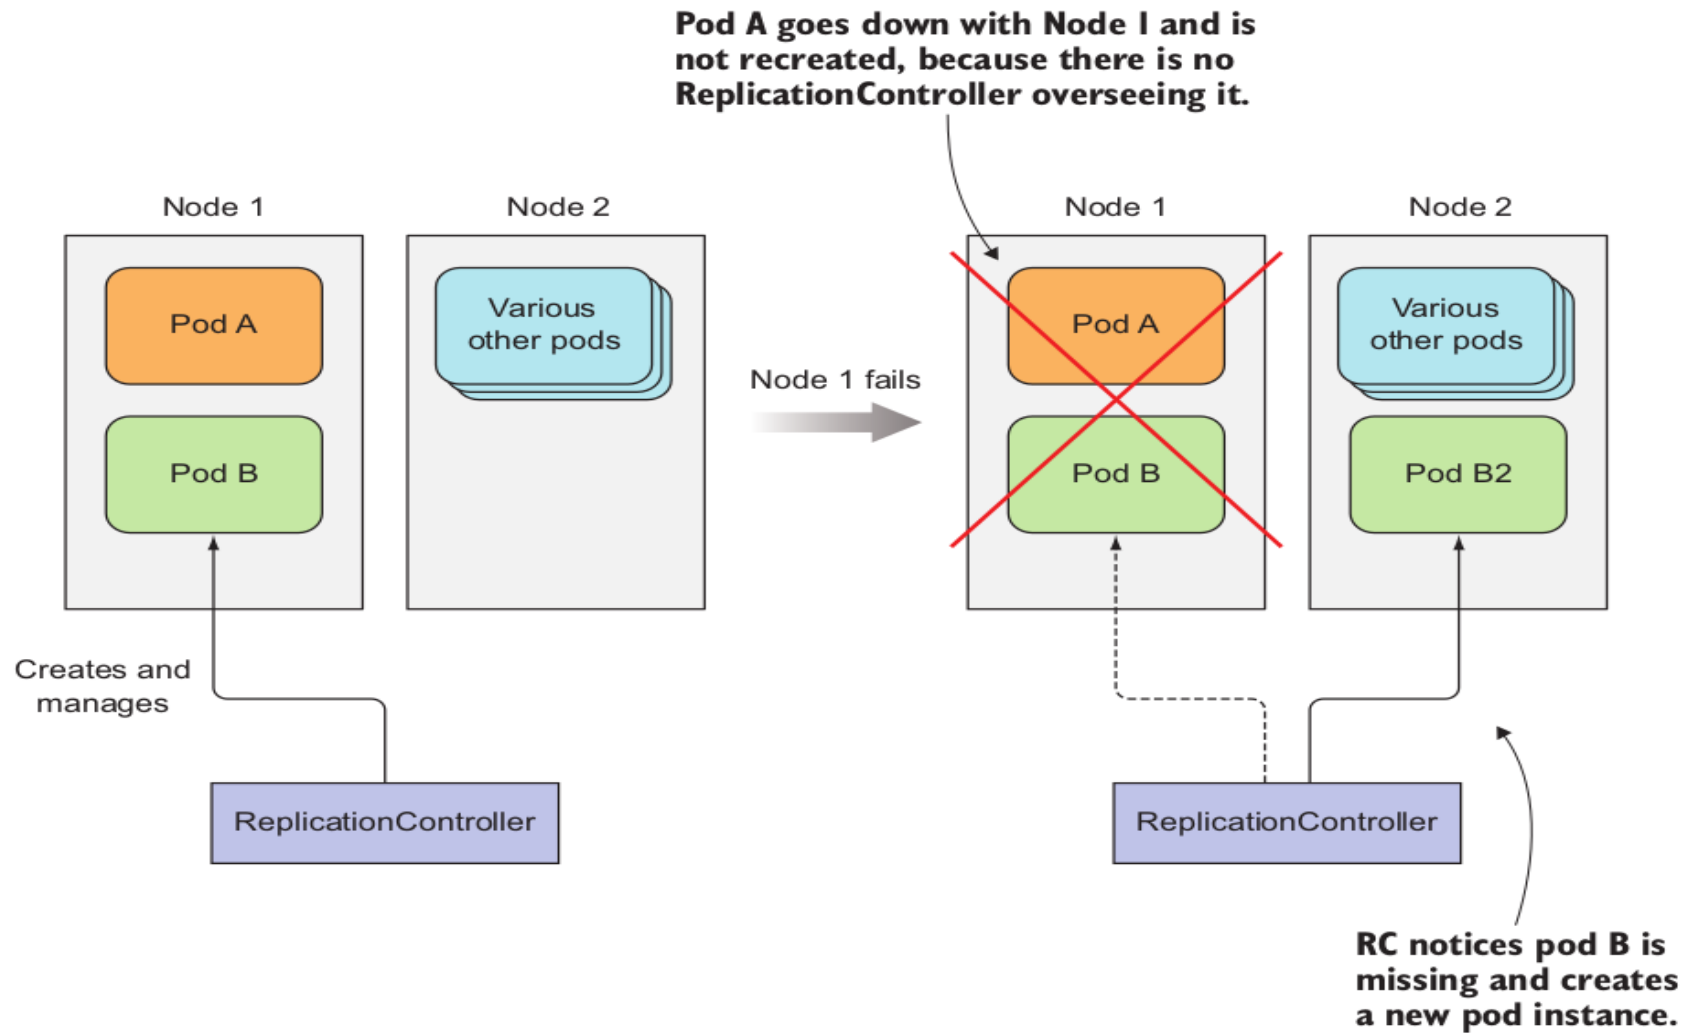 Pod A goes down with Node 1 and is
not recreated, because there is no
ReplicationController overseeing it.
Node 1
Node 2
Pod A
Various
other pods
Pod B
Creates and
manages
ReplicationController
Node 1 fails
Node 1
Node 2
Pod A
Various
other pods
Pod B
Pod B2
ReplicationController
RC notices pod B is
missing and creates
a new pod instance.